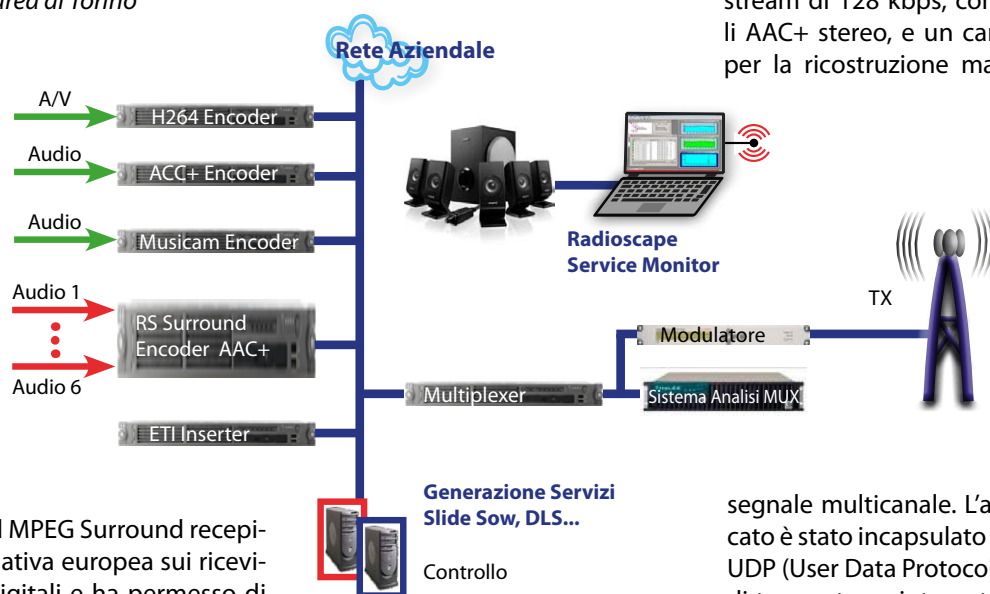 area di Torino
stream di 128 kbps, con
li AAC+ stereo, e un can
per la ricostruzione ma
Rete Aziendale
A/V
H264 Encoder
Audio
ACC+ Encoder
Audio
Musicam Encoder
Radioscape
Service Monitor
Audio 1
RS Surround
Encoder AAC+
Audio 6
TX
Modulatore
Multiplexer
Sistema Analisi MUX
ETI Inserter
Generazione Servizi
Slide Sow, DLS...
Controllo
MPEG Surround recepi-
ativa europea sui ricevi-
igitali e ha permesso di
segnale multicanale. L'a
cato è stato incapsulato
UDP (User Data Protoco